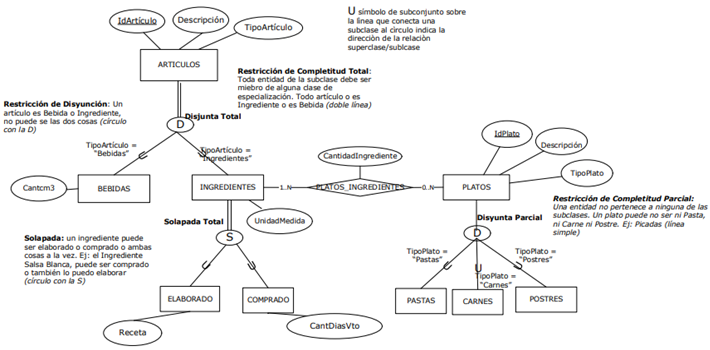 U símbolo de subconjunto sobre
la línea que conecta una
subclase al círculo indica la
dirección de la relación
superclase/sublcase
IdArtículo
Descripción
TipoArtículo
ARTICULOS
Restricción de Completitud Total:
Toda entidad de la subclase debe ser
miembro de alguna clase de
especialización. Todo artículo o es
Ingrediente o es Bebida (doble línea)
Restricción de Disyunción: Un
artículo es Bebida o Ingrediente,
no puede se las dos cosas (círculo
con la D)
Disjunta Total
D
TipoArtículo =
"Bebidas"
U
TipoArtículo =
"Ingredientes"
U
Cantcm3
BEBIDAS
INGREDIENTES
1..N
PLATOS_INGREDIENTES
0..N
CantidadIngrediente
PLATOS
IdPlato
Descripción
TipoPlato
UnidadMedida
Restricción de Completitud Parcial:
Una entidad no pertenece a ninguna de las
subclases. Un plato puede no ser ni Pasta,
ni Carne ni Postre. Ej: Picadas (línea
simple)
Solapada Total
S
Solapada: un ingrediente puede
ser elaborado o comprado o ambas
cosas a la vez. Ej: el Ingrediente
Salsa Blanca, puede ser comprado
o también lo puedo elaborar
(círculo con la S)
U
U
ELABORADO
COMPRADO
Receta
CantDiasVto
Disyunta Parcial
D
TipoPlato =
"Pastas"
U
U
TipoPlato =
"Carnes"
TipoPlato =
"Postres"
U
PASTAS
CARNES
POSTRES